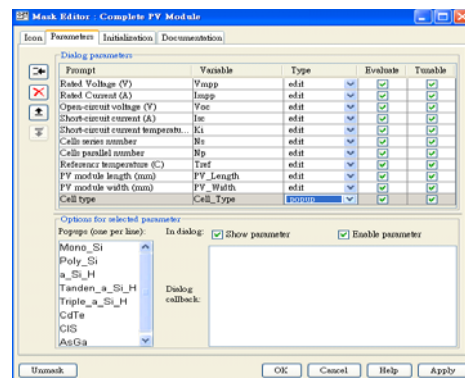 Mask Editor : Complete PV Module
Icon Parameters Initialization Documentation
Dialog parameters
Prompt Variable Type Evaluate Tunable
Rated Voltage (V) Vmpp edit
Rated Current (A) Impp edit
Open-circuit voltage (V) Voc edit
Short-circuit current (A) Isc edit
Short-circuit current temperatu... Ki edit
Cells series number Ns edit
Cells parallel number Np edit
Reference temperature (C) Tref edit
PV module length (mm) PV_Length edit
PV module width (mm) PV_Width edit
Cell type Cell_Type popup
Options for selected parameter
Popups (one per line): In dialog: Show parameter Enable parameter
Mono_Si
Poly_Si
a_Si_H
Tanden_a_Si_H Dialog
Triple_a_Si_H callback:
CdTe
CIS
AsGa
Unmask OK Cancel Help Apply